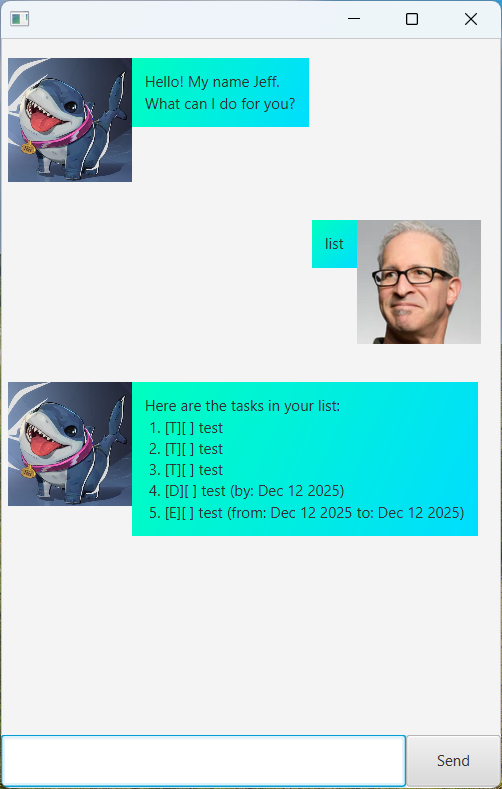 Hello! My name Jeff.
What can I do for you?
list
Here are the tasks in your list:
1. [T][ ] test
2. [T][ ] test
3. [T][ ] test
4. [D][ ] test (by: Dec 12 2025)
5. [E][ ] test (from: Dec 12 2025 to: Dec 12 2025)
Send